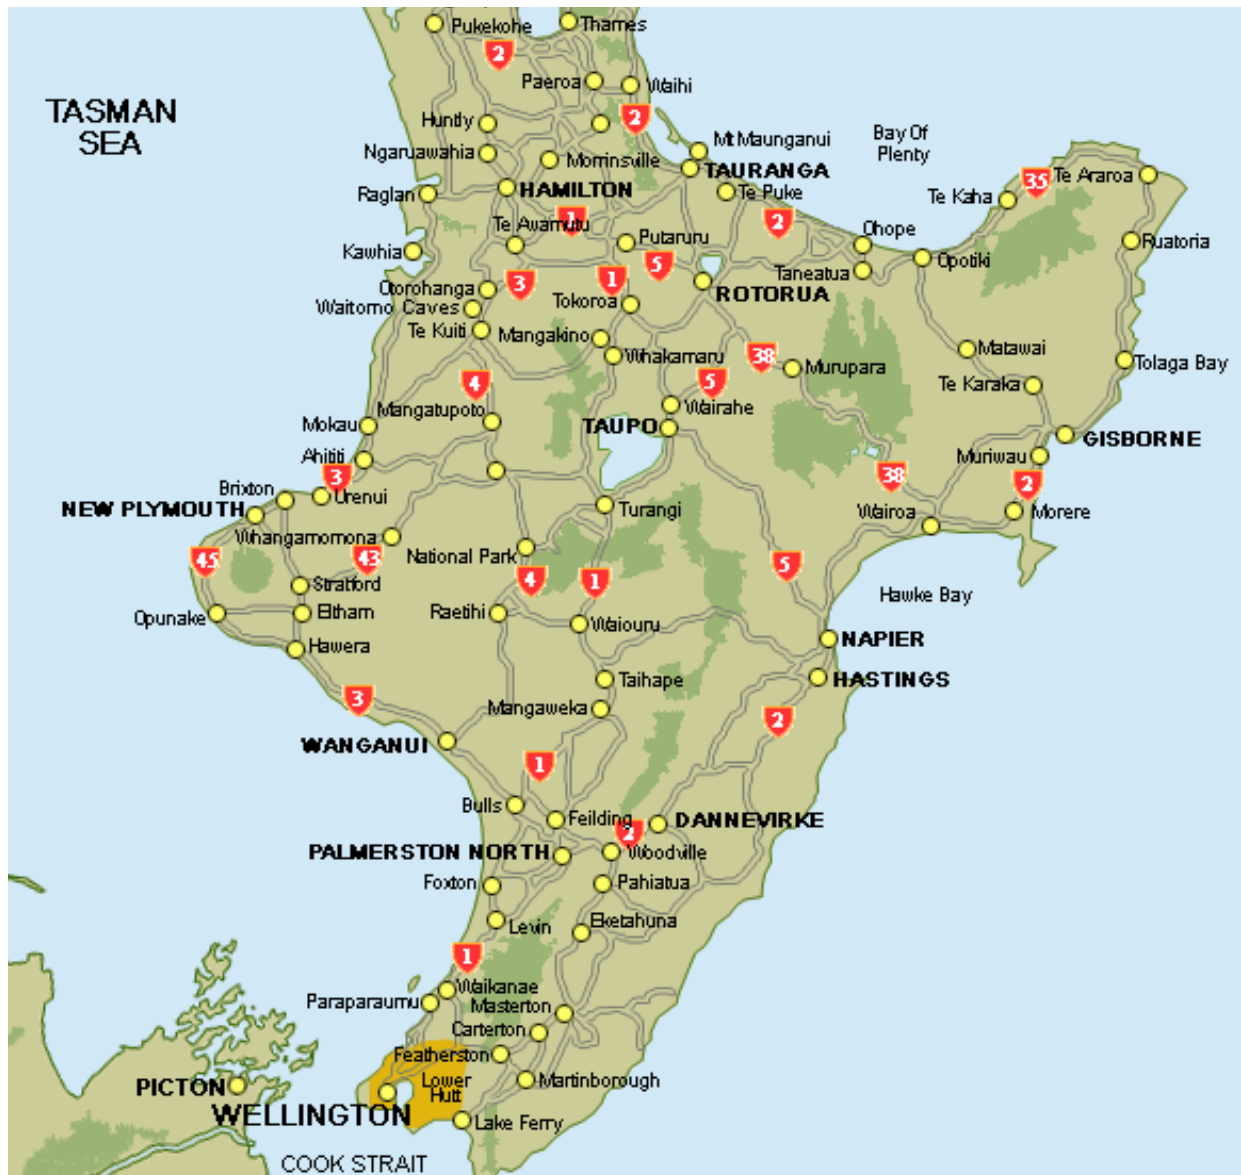 Pukekohe
Thames
2
Paeroa
Waihi
TASMAN
SEA
2
Huntly
Mt Maunganui
Bay Of
Plenty
Ngaruawahia
Morrinsville
TAURANGA
35
Te Araroa
Raglan
HAMILTON
Te Puke
Te Kaha
1
2
Te Awamutu
Putaruru
Ohope
Ruatoria
Kawhia
5
Taneatua
Opotiki
Otorohanga
3
1
ROTORUA
Waitomo Caves
Tokoroa
Te Kuiti
Mangakino
Whakamaru
38
Murupara
Matawai
Tolaga Bay
4
5
Te Karaka
Mangatupoto
Wairahe
Mokau
TAUPO
GISBORNE
Ahititi
Muriwau
3
38
2
Brixton
Urenui
NEW PLYMOUTH
Turangi
Wairoa
Morere
Whangamomona
45
43
National Park
5
Stratford
4
1
Hawke Bay
Opunake
Eltham
Raetihi
Waiouru
Hawera
NAPIER
Taihape
HASTINGS
3
Mangaweka
2
WANGANUI
1
Bulls
Feilding
DANNEVIRKE
2
PALMERSTON NORTH
Woodville
Foxton
Pahiatua
Levin
Eketahuna
1
Waikanae
Paraparaumu
Masterton
Carterton
Featherston
PICTON
Lower
Hutt
Martinborough
WELLINGTON
Lake Ferry
COOK STRAIT